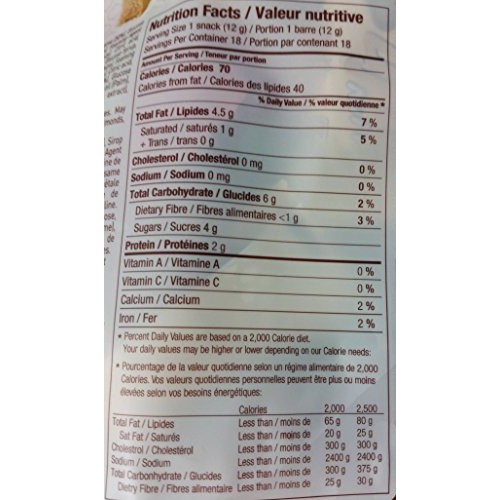 Nutrition Facts / Valeur nutritive
Serving Size 1 snack (12 g) / Portion 1 barre (12 g)
Servings Per Container 18 / Portion par contenant 18
Amount Per Serving / Teneur par portion
Calories / Calories 70
Calories from fat / Calories des lipides 40
% Daily Value / % valeur quotidienne *
Total Fat / Lipides 4.5 g 7 %
Saturated / saturés 1 g 5 %
+ Trans / trans 0 g
Cholesterol / Cholestérol 0 mg 0 %
Sodium / Sodium 0 mg 0 %
Total Carbohydrate / Glucides 6 g 2 %
Dietary Fibre / Fibres alimentaires <1 g 3 %
Sugars / Sucres 4 g
Protein / Protéines 2 g
Vitamin A / Vitamine A 0 %
Vitamin C / Vitamine C 0 %
Calcium / Calcium 2 %
Iron / Fer 2 %
* Percent Daily Values are based on a 2,000 Calorie diet.
Your daily values may be higher or lower depending on our Calorie needs:
* Pourcentage de la valeur quotidienne selon un régime alimentaire de 2,000
Calories. Vos valeurs quotidiennes personnelles peuvent être plus ou moins
élevées selon vos besoins énergétiques:
Calories 2,000 2,500
Total Fat / Lipides Less than / moins de 65 g 80 g
Sat Fat / Saturés Less than / moins de 20 g 25 g
Cholestrol / Cholestérol Less than / moins de 300 g 300 g
Sodium / Sodium Less than / moins de 2400 g 2400 g
Total Carbonhydrate / Glucides Less than / moins de 300 g 375 g
Dietry Fibre / Fibres alimentaire Less than / moins de 25 g 30 g